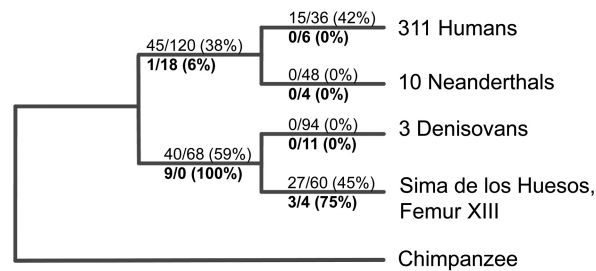 15/36 (42%)
0/6 (0%)
311 Humans
45/120 (38%)
1/18 (6%)
0/48 (0%)
0/4 (0%)
10 Neanderthals
0/94 (0%)
0/11 (0%)
3 Denisovans
40/68 (59%)
9/0 (100%)
27/60 (45%)
3/4 (75%)
Sima de los Huesos,
Femur XIII
Chimpanzee